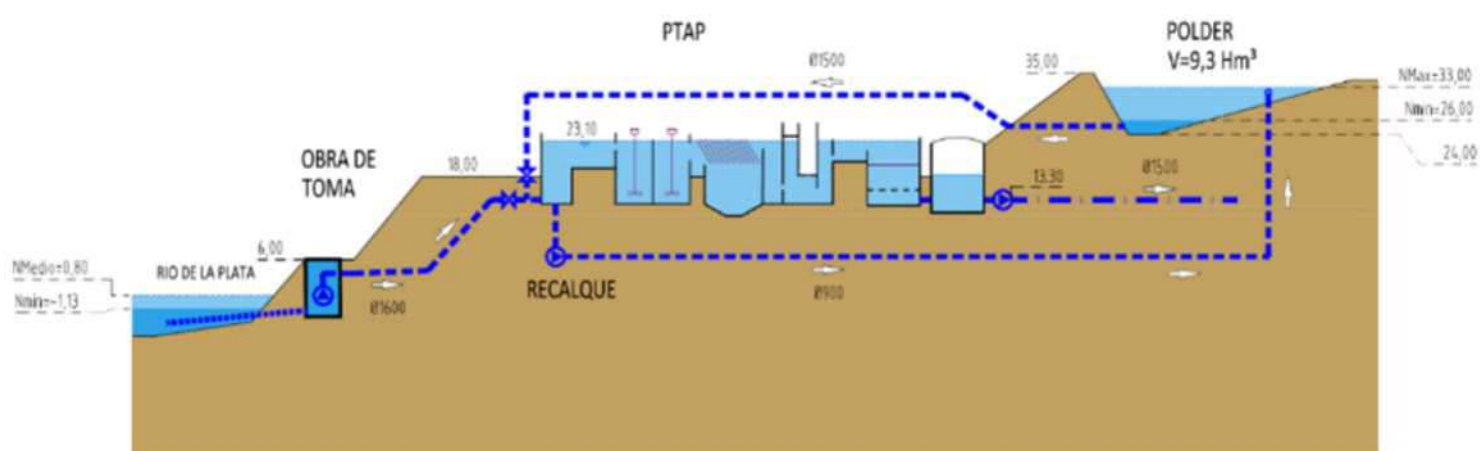 PTAP
POLDER
V=9,3 Hm³
Ø1500
35,00
NMax=33,00
Nmin=26,00
24,00
23,10
OBRA DE
TOMA
18,00
13.30
Ø1500
6,00
NMedio=0,80
RIO DE LA PLATA
Nmin=-1,13
RECALQUE
Ø1600
Ø900